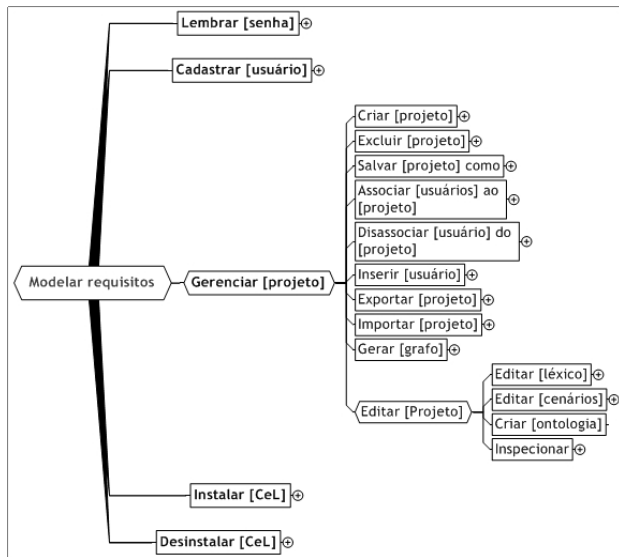 Lembrar [senha]
Cadastrar [usuário]
Criar [projeto]
Excluir [projeto]
Salvar [projeto] como
Associar [usuários] ao
[projeto]
Disassociar [usuário] do
[projeto]
Modelar requisitos
Gerenciar [projeto]
Inserir [usuário]
Exportar [projeto]
Importar [projeto]
Gerar [grafo]
Editar [Projeto]
Editar [léxico]
Editar [cenários]
Criar [ontologia]
Inspecionar
Instalar [CeL]
Desinstalar [CeL]